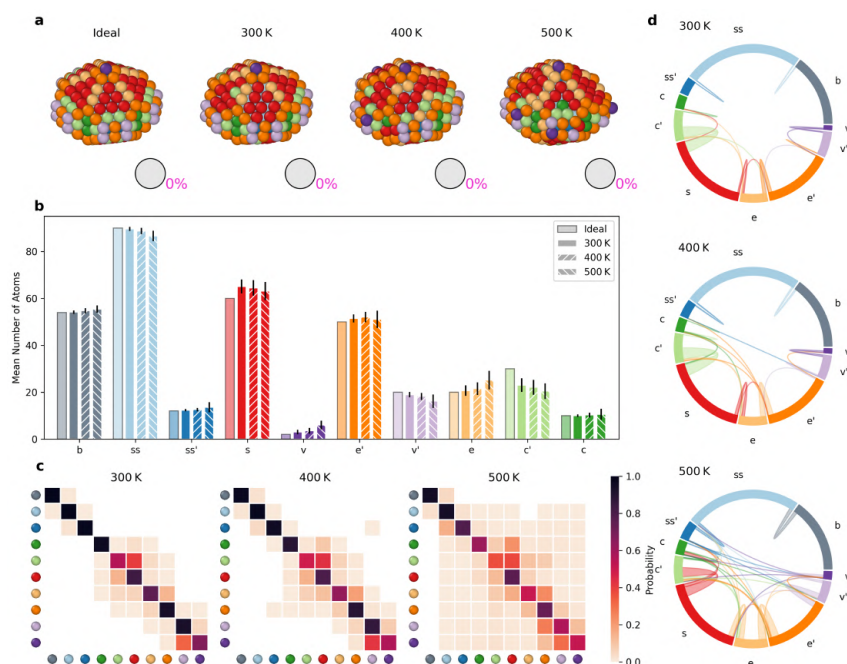 a
Ideal
300 K
400 K
500 K
0%
0%
0%
0%
b
Mean Number of Atoms
80
60
40
20
0
Ideal
300 K
400 K
500 K
b
ss
ss'
s
v
e'
v'
e
c'
c
c
300 K
400 K
500 K
1.0
0.8
0.6
0.4
0.2
0.0
Probability
d
300 K
ss
b
ss'
c
c'
s
e
e'
v'
v
400 K
ss
b
ss'
c
c'
s
e
e'
v'
v
500 K
ss
b
ss'
c
c'
s
e
e'
v'
v